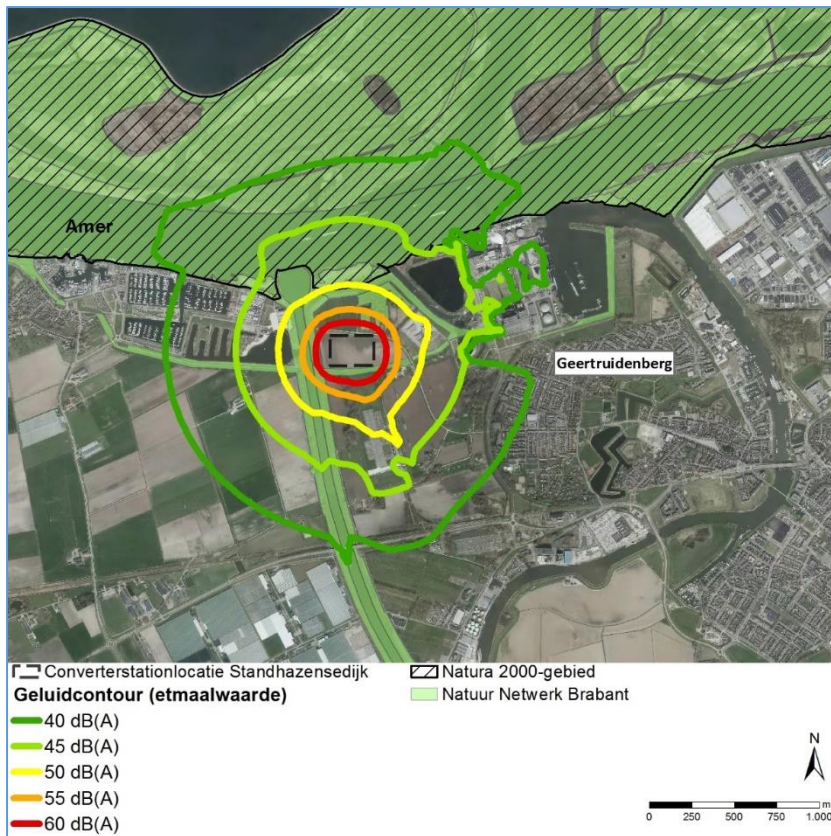 Amer
Geertruidenberg
Converterstationlocatie Standhazensedijk
Natura 2000-gebied
Geluidcontour (etmaalwaarde)
Natuur Netwerk Brabant
40 dB(A)
45 dB(A)
50 dB(A)
55 dB(A)
60 dB(A)
N
m
0 250 500 750 1.000